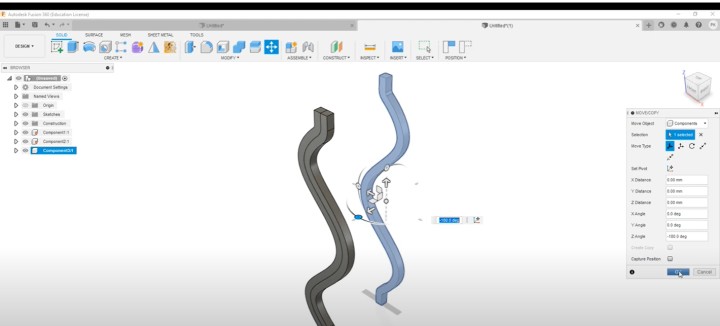 Autodesk Fusion 360 (Education License)
Untitled*
Untitled*(1)
DESIGN
SOLID SURFACE MESH SHEET METAL TOOLS
CREATE MODIFY ASSEMBLE CONSTRUCT INSPECT INSERT SELECT POSITION
BROWSER
(Unsaved)
Document Settings
Named Views
Origin
Sketches
Construction
Component1:1
Component2:1
Component3:1
MOVE/COPY
Move Object Components
Selection 1 selected
Move Type
Set Pivot
X Distance 0.00 mm
Y Distance 0.00 mm
Z Distance 0.00 mm
X Angle 0.0 deg
Y Angle 0.0 deg
Z Angle -180.0 deg
Create Copy
Capture Position
Cancel
-180.0 deg